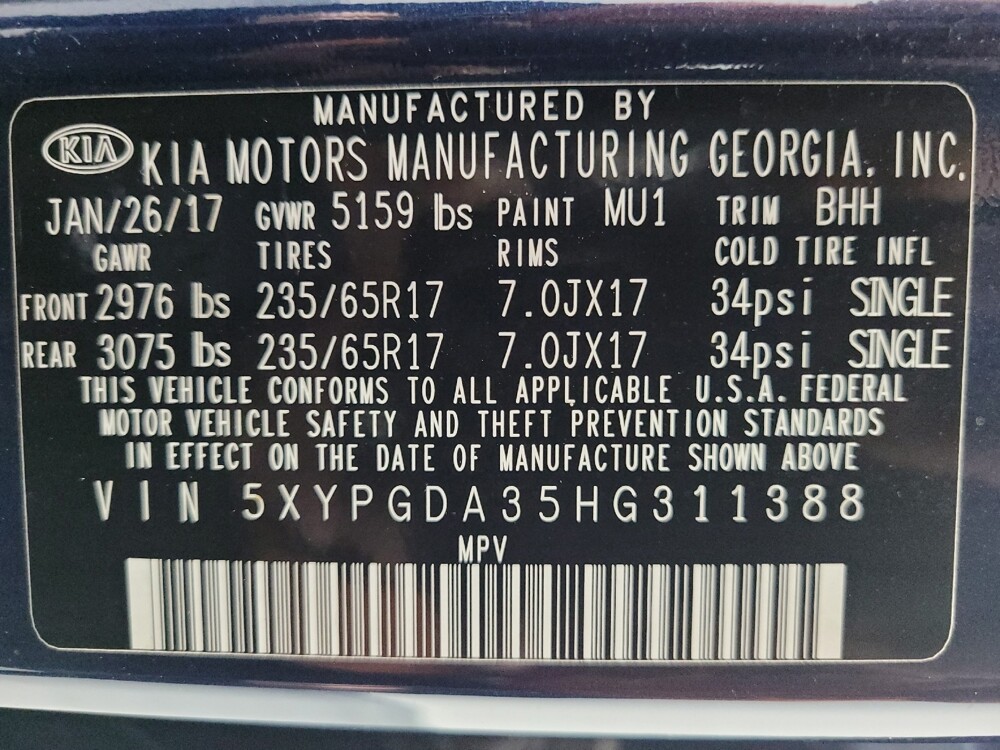 MANUFACTURED BY
KIA KIA MOTORS MANUFACTURING GEORGIA, INC.
JAN/26/17 GVWR 5159 lbs PAINT MU1 TRIM BHH
GAWR TIRES RIMS COLD TIRE INFL
FRONT 2976 lbs 235/65R17 7.0JX17 34psi SINGLE
REAR 3075 lbs 235/65R17 7.0JX17 34psi SINGLE
THIS VEHICLE CONFORMS TO ALL APPLICABLE U.S.A. FEDERAL
MOTOR VEHICLE SAFETY AND THEFT PREVENTION STANDARDS
IN EFFECT ON THE DATE OF MANUFACTURE SHOWN ABOVE
VIN 5XYPGDA35HG311388
MPV